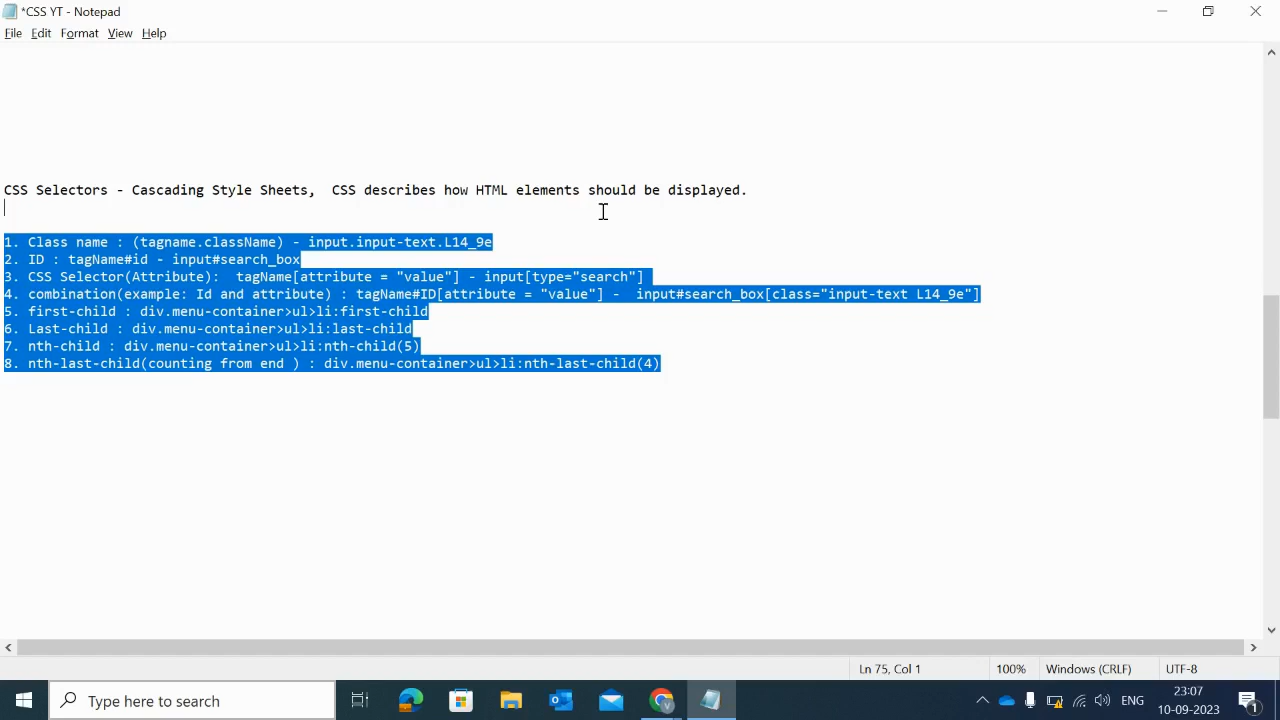 *CSS YT - Notepad
File Edit Format View Help
CSS Selectors - Cascading Style Sheets,  CSS describes how HTML elements should be displayed.
1. Class name : (tagname.className) - input.input-text.L14_9e
2. ID : tagName#id - input#search_box
3. CSS Selector(Attribute):  tagName[attribute = "value"] - input[type="search"]
4. combination(example: Id and attribute) : tagName#ID[attribute = "value"] -  input#search_box[class="input-text L14_9e"]
5. first-child : div.menu-container>ul>li:first-child
6. Last-child : div.menu-container>ul>li:last-child
7. nth-child : div.menu-container>ul>li:nth-child(5)
8. nth-last-child(counting from end ) : div.menu-container>ul>li:nth-last-child(4)
Ln 75, Col 1 100% Windows (CRLF) UTF-8
Type here to search
ENG
23:07
10-09-2023
1